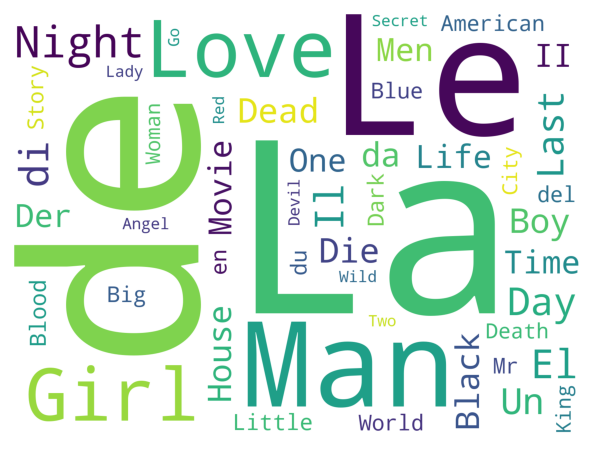 Night
Go
Love
Le
Secret
American
Men
II
Lady
Story
Woman
Red
Dead
Blue
Last
di
de
Movie
One
da
Life
City
del
Der
Angel
en
La
Il
Devil
Dark
Boy
du
Die
Wild
Time
Big
Blood
Day
Two
Girl
House
Man
Black
Death
Mr
El
Un
King
Little
World